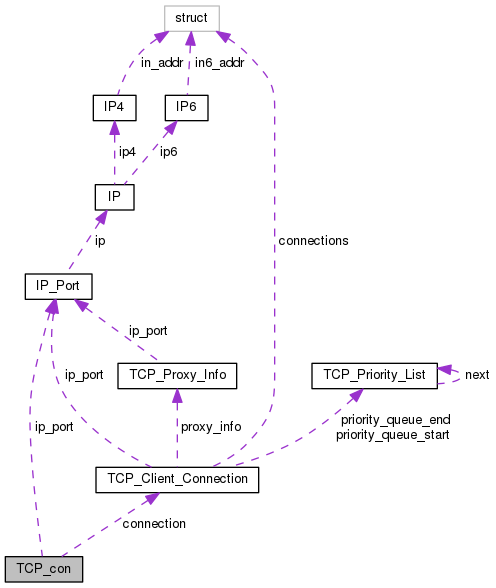 struct
in_addr
in6_addr
IP4
IP6
ip4
ip6
IP
ip
connections
IP_Port
ip_port
ip_port
TCP_Proxy_Info
TCP_Priority_List
next
ip_port
proxy_info
priority_queue_end
priority_queue_start
TCP_Client_Connection
connection
TCP_con